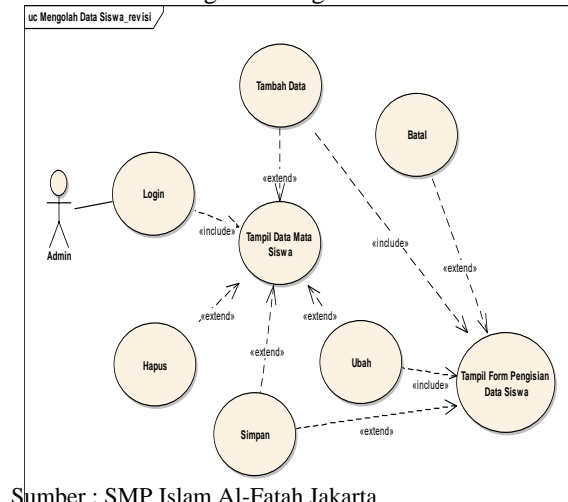 uc Mengolah Data Siswa_revisi
Tambah Data
Batal
Login
Admin
«extend»
«include»
Tampil Data Mata
Siswa
«include»
«extend»
«extend»
«extend»
«extend»
Hapus
Ubah
Tampil Form Pengisian
Data Siswa
«include»
Simpan
«extend»
Sumber : SMP Islam Al-Fatah Jakarta